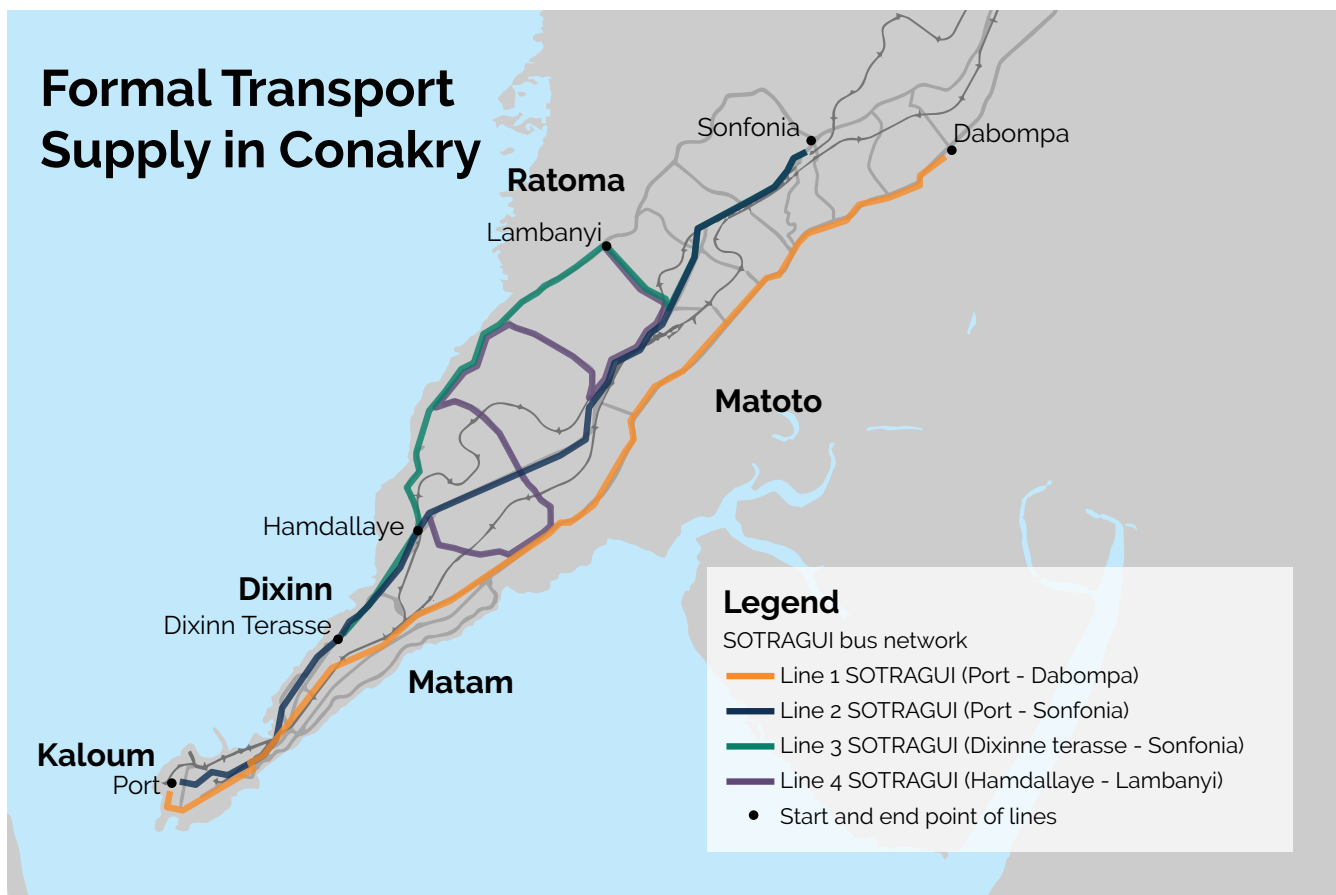 Formal Transport
Supply in Conakry
Sonfonia
Dabompa
Ratoma
Lambanyi
Matoto
Hamdallaye
Dixinn
Dixinn Terasse
Matam
Kaloum
Port
Legend
SOTRAGUI bus network
Line 1 SOTRAGUI (Port - Dabompa)
Line 2 SOTRAGUI (Port - Sonfonia)
Line 3 SOTRAGUI (Dixinne terasse - Sonfonia)
Line 4 SOTRAGUI (Hamdallaye - Lambanyi)
Start and end point of lines